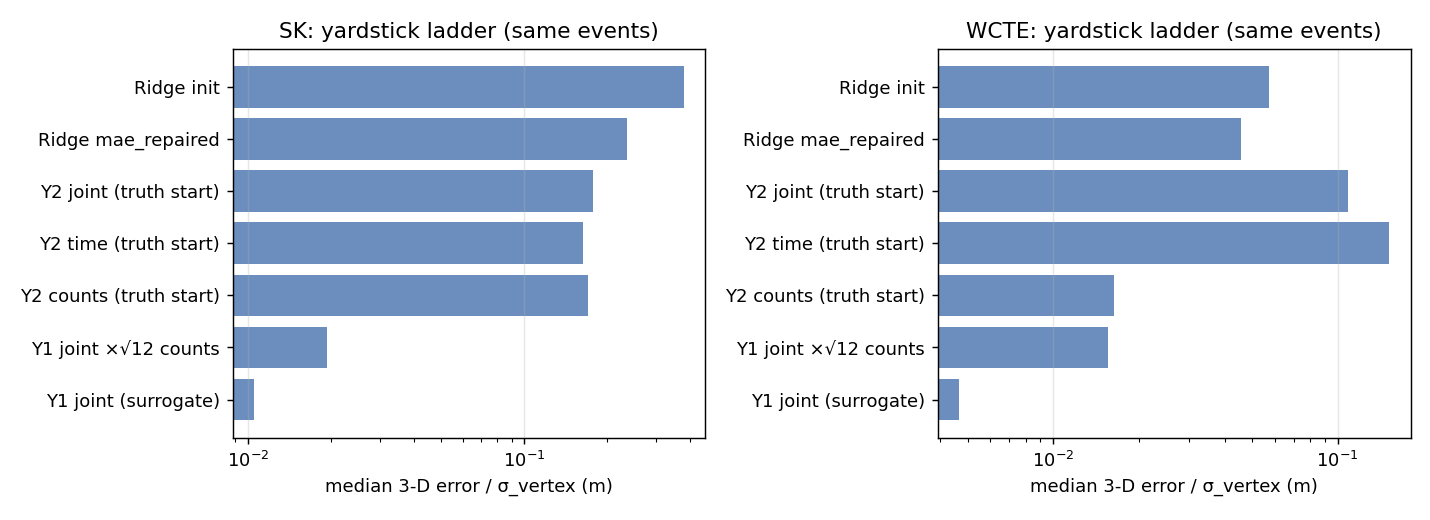 SK: yardstick ladder (same events)
Ridge init
Ridge mae_repaired
Y2 joint (truth start)
Y2 time (truth start)
Y2 counts (truth start)
Y1 joint ×√12 counts
Y1 joint (surrogate)
10⁻²
10⁻¹
median 3-D error / σ_vertex (m)
WCTE: yardstick ladder (same events)
Ridge init
Ridge mae_repaired
Y2 joint (truth start)
Y2 time (truth start)
Y2 counts (truth start)
Y1 joint ×√12 counts
Y1 joint (surrogate)
10⁻²
10⁻¹
median 3-D error / σ_vertex (m)